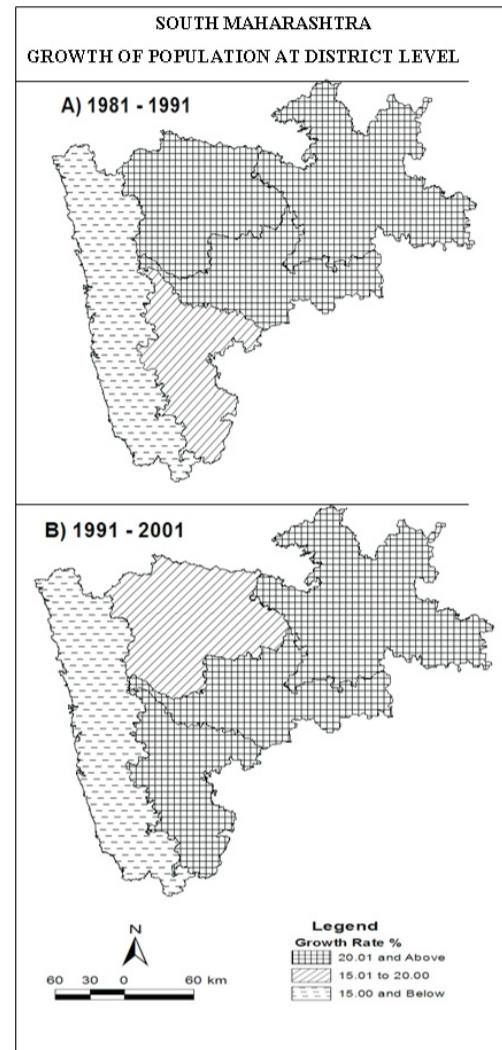 SOUTH MAHARASHTRA
GROWTH OF POPULATION AT DISTRICT LEVEL
A) 1981 - 1991
B) 1991 - 2001
N
60 30 0 60 km
Legend
Growth Rate %
20.01 and Above
15.01 to 20.00
15.00 and Below